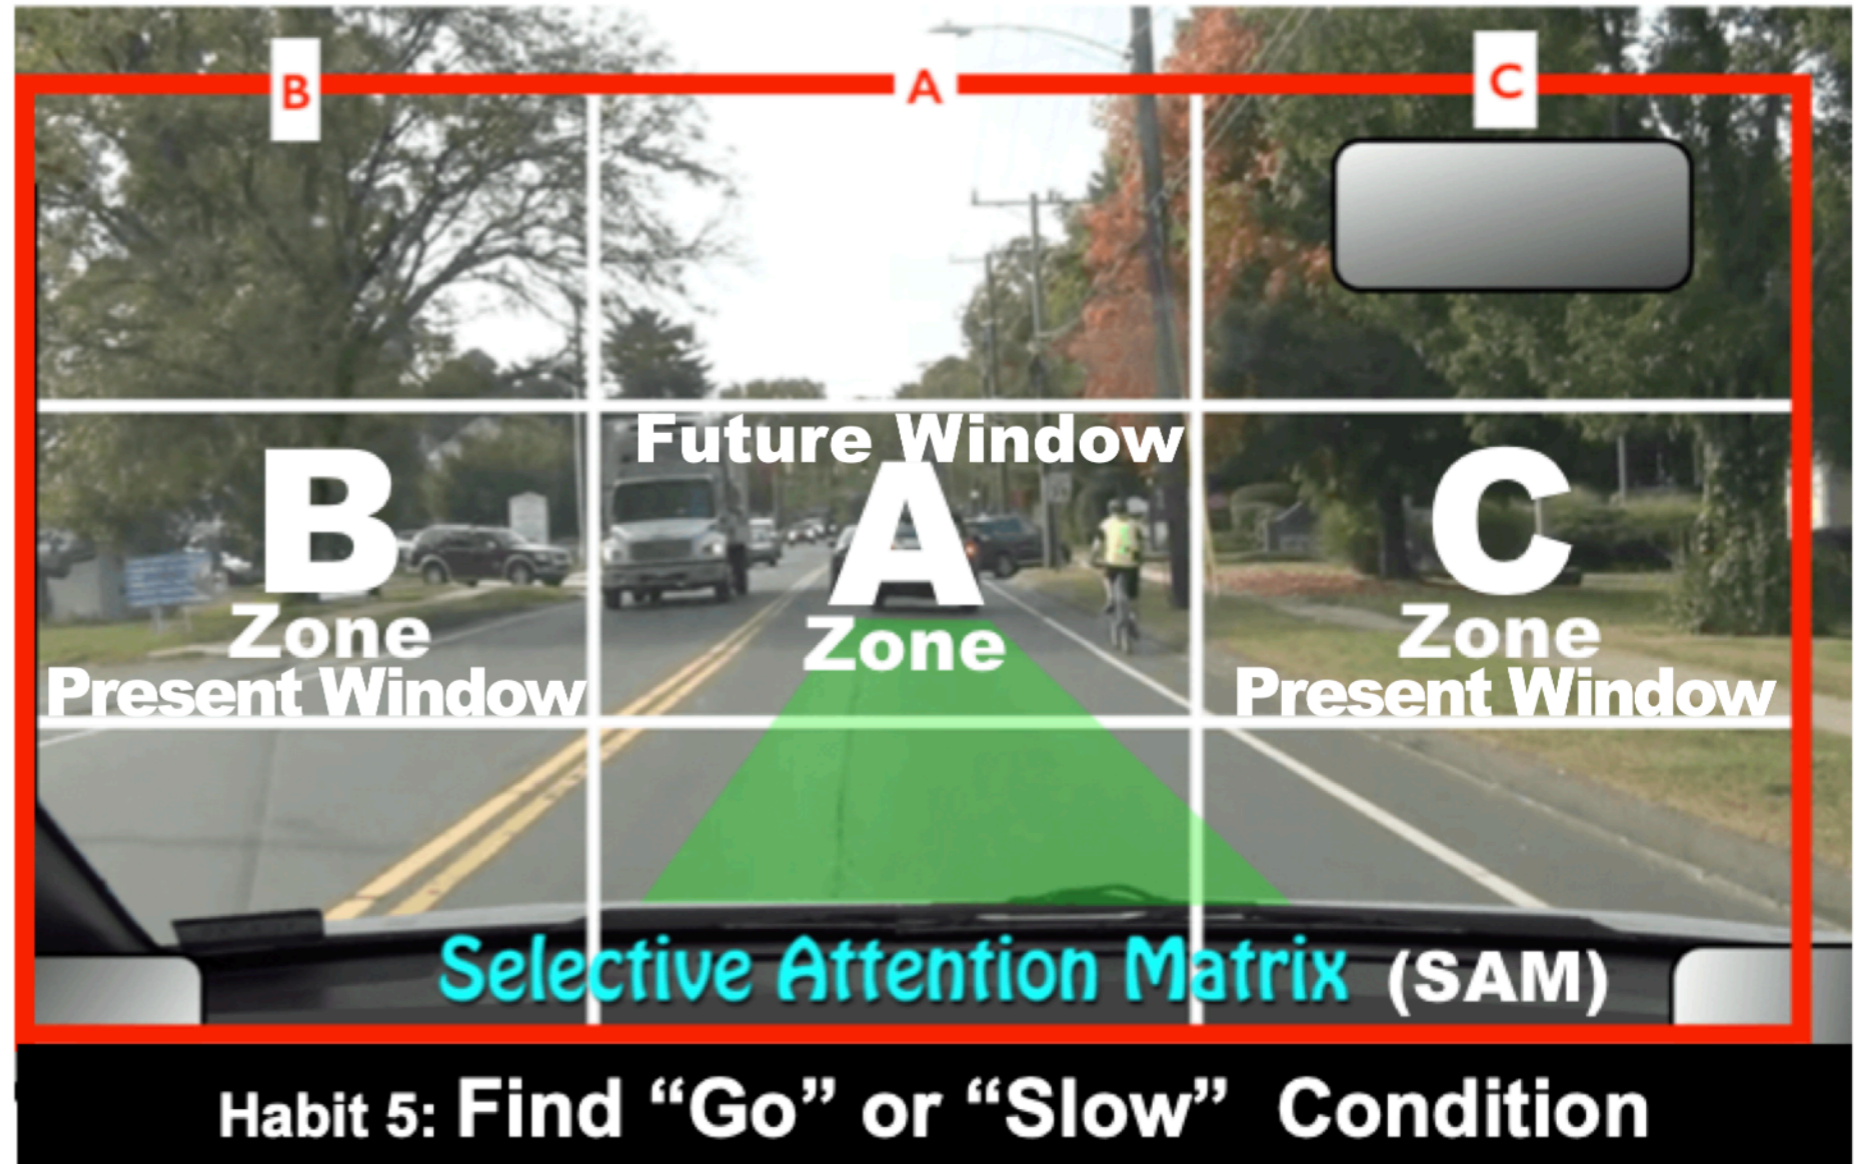 B
A
C
Future Window
B
A
C
Zone
Zone
Zone
Present Window
Present Window
Selective Attention Matrix (SAM)
Habit 5: Find “Go” or “Slow” Condition